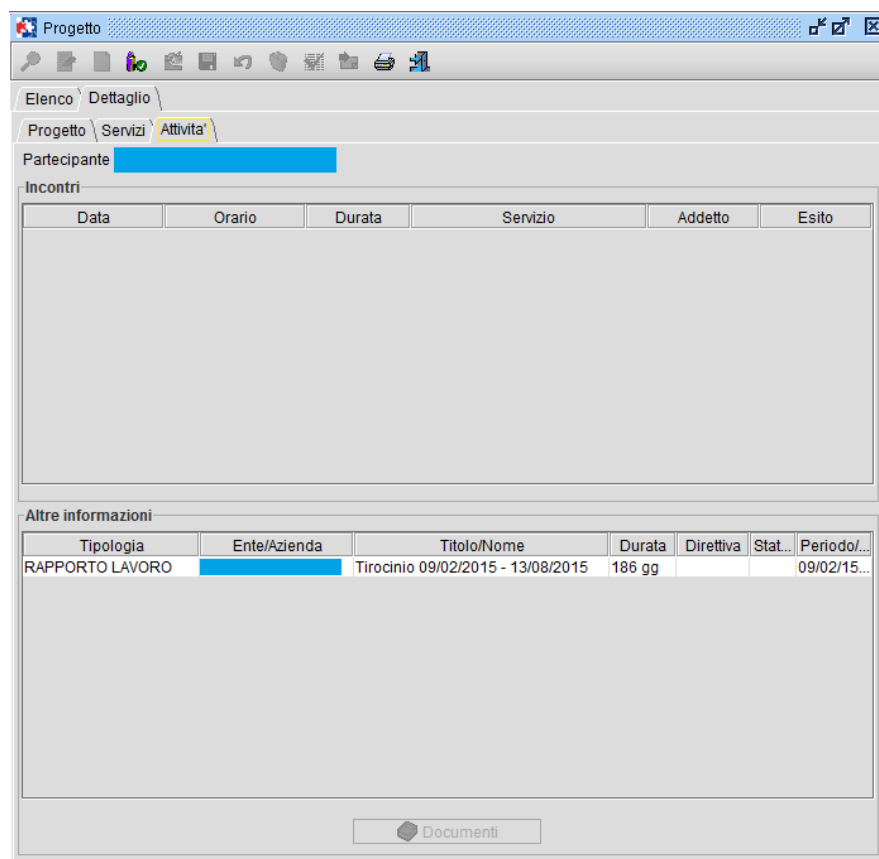 Progetto
Elenco Dettaglio
Progetto Servizi Attivita'
Partecipante
Incontri
Data Orario Durata Servizio Addetto Esito
Altre informazioni
Tipologia Ente/Azienda Titolo/Nome Durata Direttiva Stat... Periodo/...
RAPPORTO LAVORO Tirocinio 09/02/2015 - 13/08/2015 186 gg 09/02/15...
Documenti